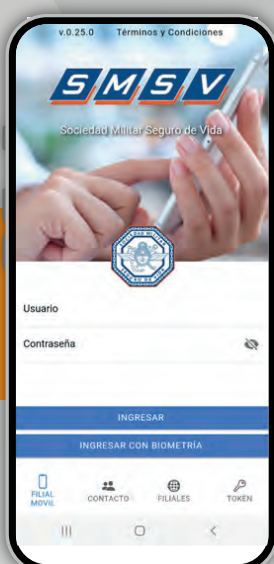 v.0.25.0 Términos y Condiciones
SMSV
Sociedad Militar Seguro de Vida
Usuario
Contraseña
INGRESAR
INGRESAR CON BIOMETRÍA
FILIAL MOVIL
CONTACTO
FILIALES
TOKEN